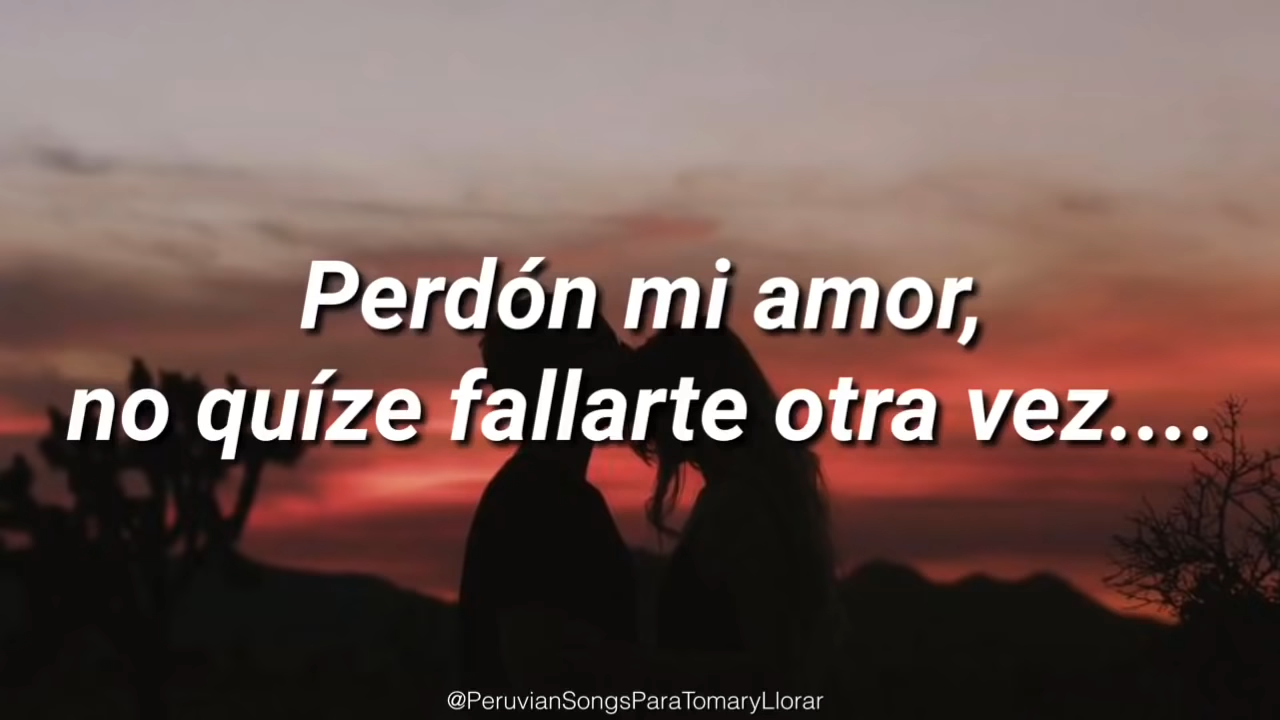 Perdón mi amor,
no quíze fallarte otra vez....
@PeruvianSongsParaTomaryLlorar